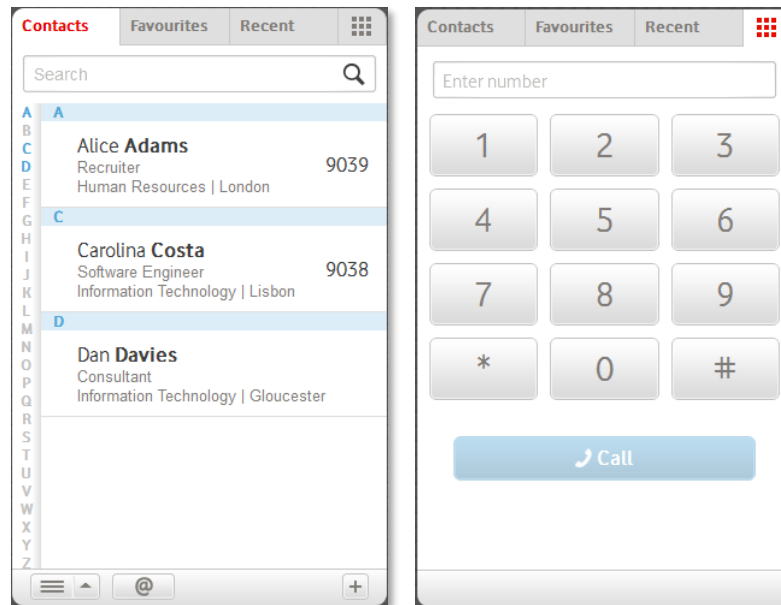 Contacts Favourites Recent
Search
A
B
C
D
E
F
G
H
I
J
K
L
M
N
O
P
Q
R
S
T
U
V
W
X
Y
Z
A
Alice Adams
Recruiter
Human Resources | London
9039
C
Carolina Costa
Software Engineer
Information Technology | Lisbon
9038
D
Dan Davies
Consultant
Information Technology | Gloucester
@
+
Contacts Favourites Recent
Enter number
1 2 3
4 5 6
7 8 9
* 0 #
Call